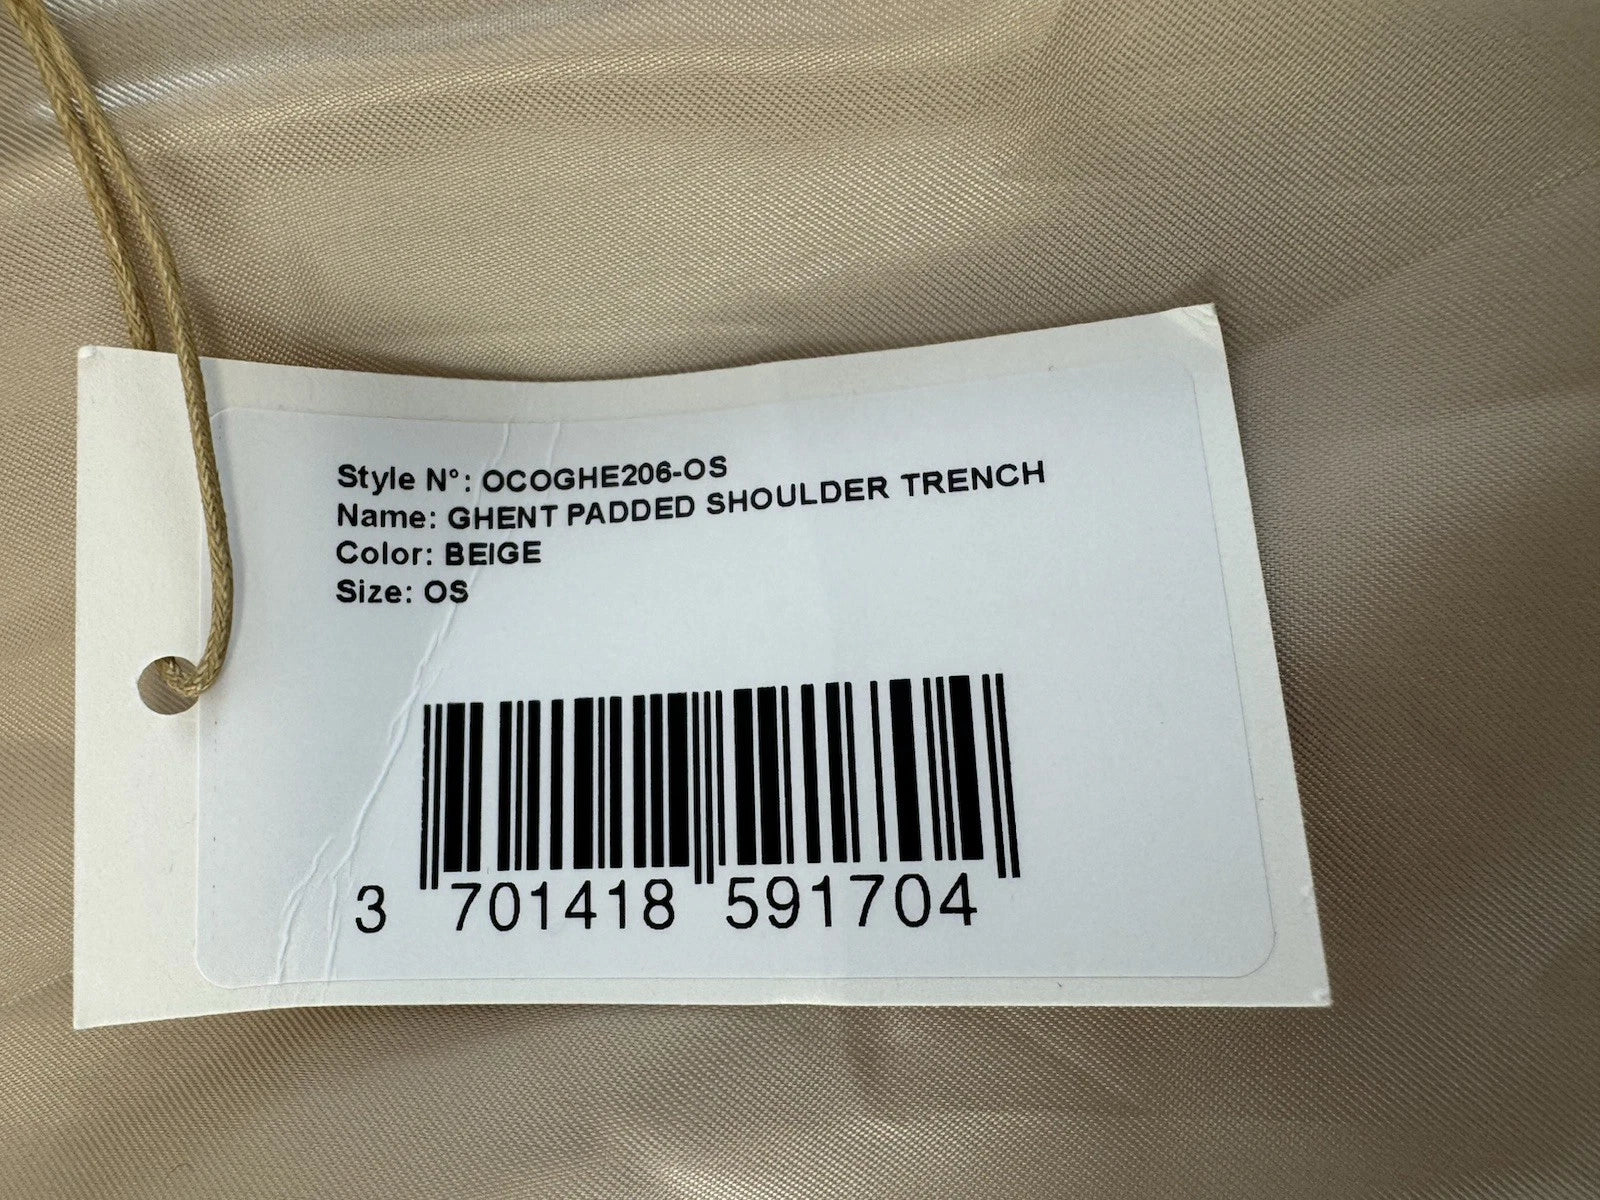 Style N°: OCOGHE206-OS
Name: GHENT PADDED SHOULDER TRENCH
Color: BEIGE
Size: OS
3 701418 591704